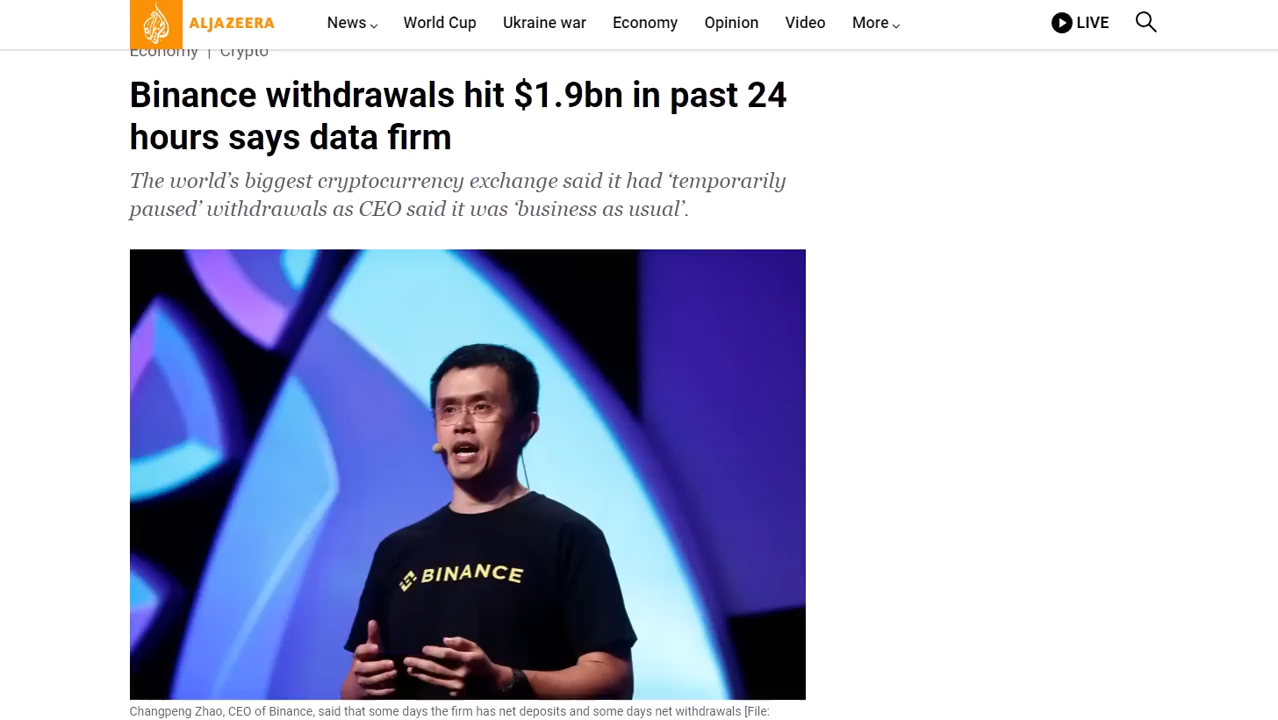 ALJAZEERA
News
World Cup
Ukraine war
Economy
Opinion
Video
More
LIVE
Economy | Crypto
Binance withdrawals hit $1.9bn in past 24
hours says data firm
The world’s biggest cryptocurrency exchange said it had ‘temporarily
paused’ withdrawals as CEO said it was ‘business as usual’.
BINANCE
Changpeng Zhao, CEO of Binance, said that some days the firm has net deposits and some days net withdrawals [File: